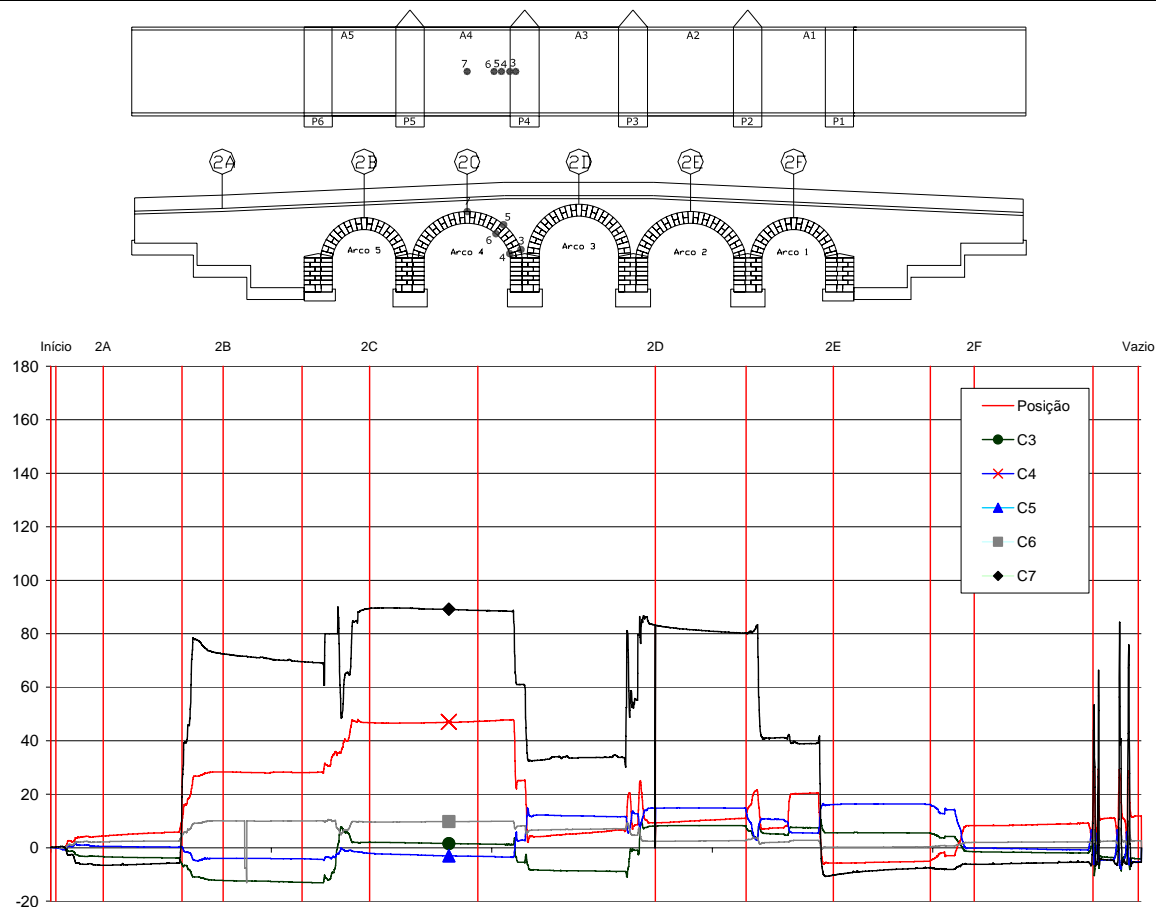 A5 A4 A3 A2 A1
7 6 5 4 3
P6 P5 P4 P3 P2 P1
2A 2B 2C 2D 2E 2F
7
5
6
3
4
Arco 5 Arco 4 Arco 3 Arco 2 Arco 1
Início 2A 2B 2C 2D 2E 2F Vazio
180
160
140
120
100
80
60
40
20
0
-20
Posição
C3
C4
C5
C6
C7